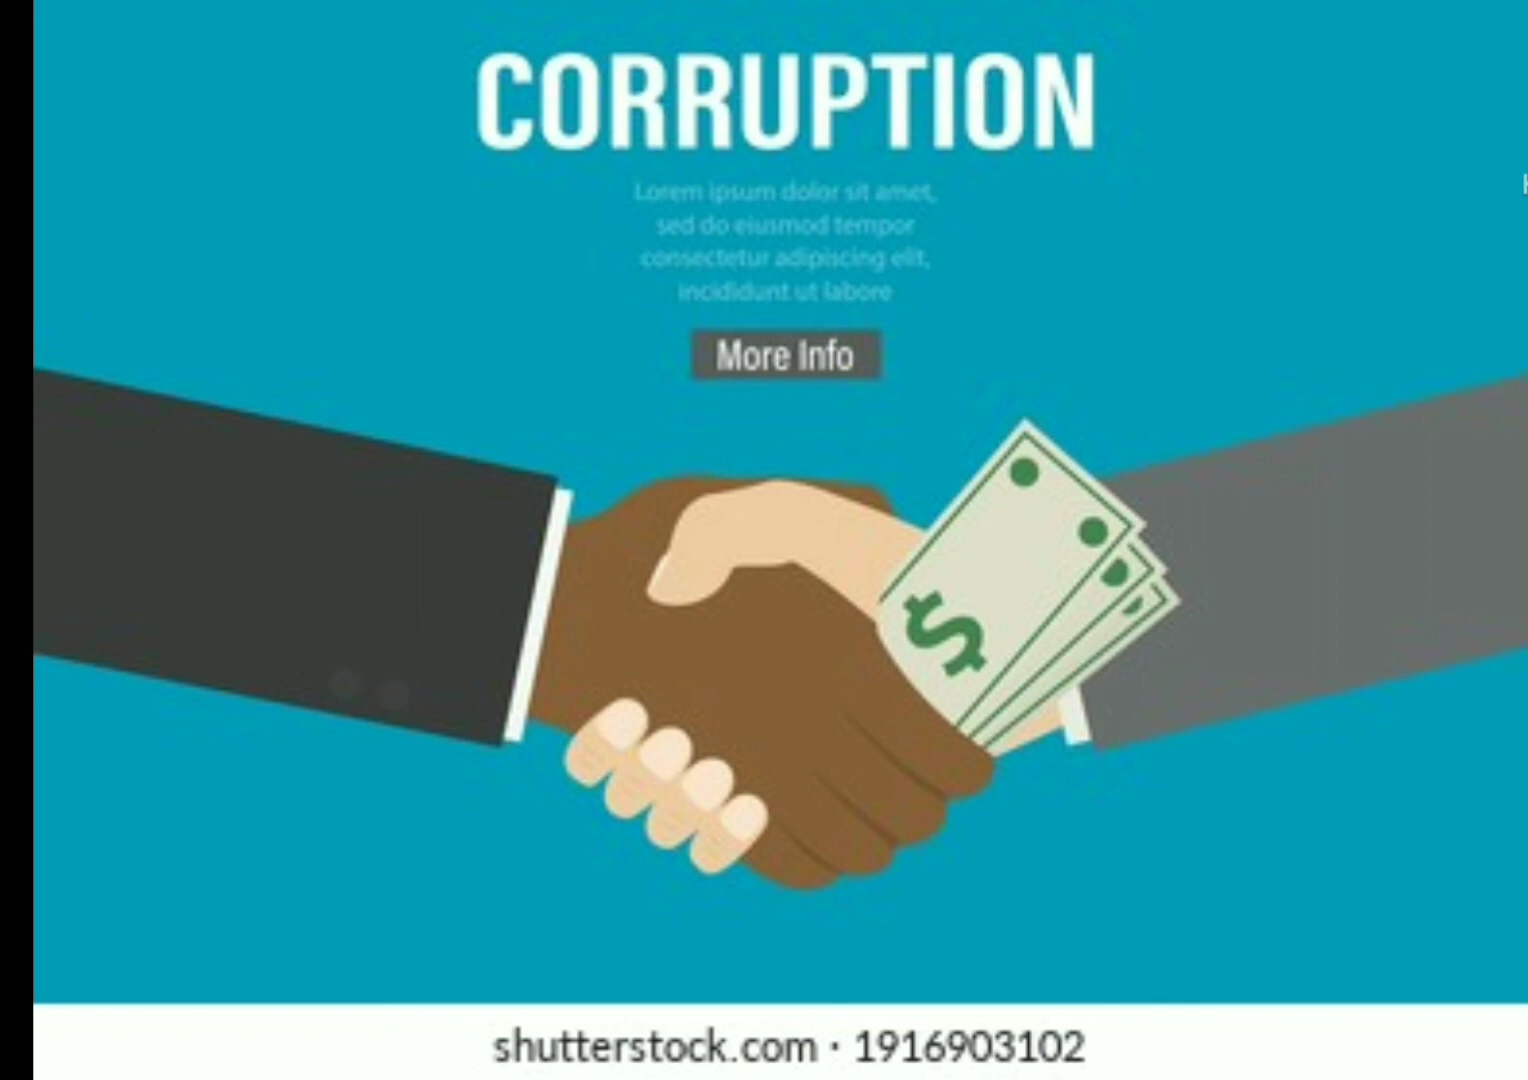 CORRUPTION
Lorem ipsum dolor sit amet,
sed do eiusmod tempor
consectetur adipiscing elit,
incididunt ut labore
More Info
$
shutterstock.com · 1916903102